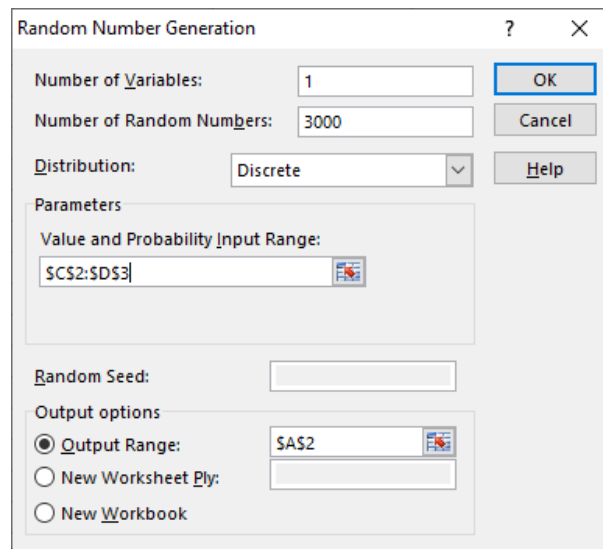 Random Number Generation ? ✕
Number of Variables: 1 OK
Number of Random Numbers: 3000 Cancel
Distribution: Discrete Help
Parameters
Value and Probability Input Range:
$C$2:$D$3
Random Seed:
Output options
Output Range: $A$2
New Worksheet Ply:
New Workbook